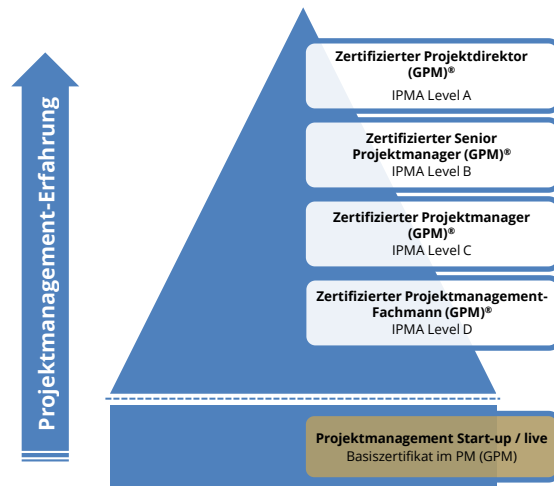 Projektmanagement-Erfahrung
Zertifizierter Projektdirektor
(GPM)®
IPMA Level A
Zertifizierter Senior
Projektmanager (GPM)®
IPMA Level B
Zertifizierter Projektmanager
(GPM)®
IPMA Level C
Zertifizierter Projektmanagement-
Fachmann (GPM)®
IPMA Level D
Projektmanagement Start-up / live
Basiszertifikat im PM (GPM)